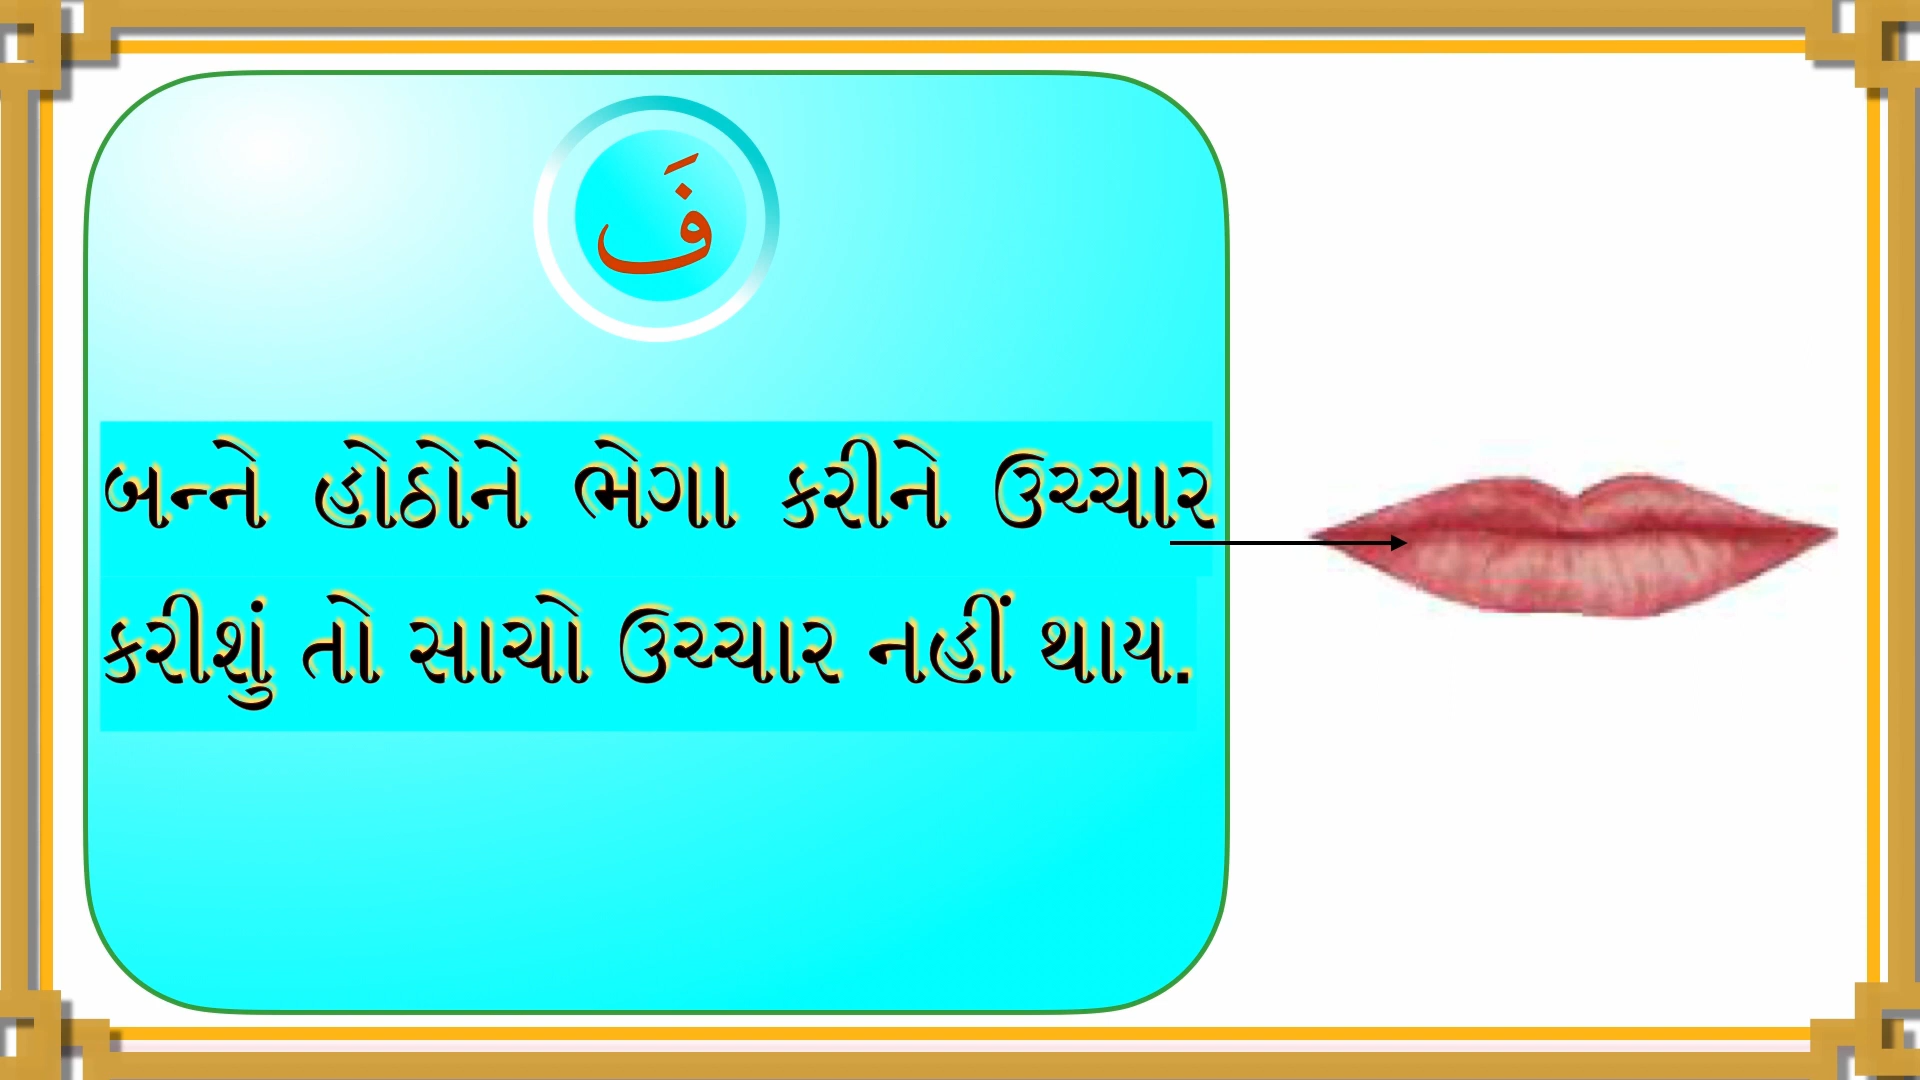 فَ
બન્ને હોઠોને ભેગા કરીને ઉચ્ચાર
કરીશું તો સાચો ઉચ્ચાર નહીં થાય.